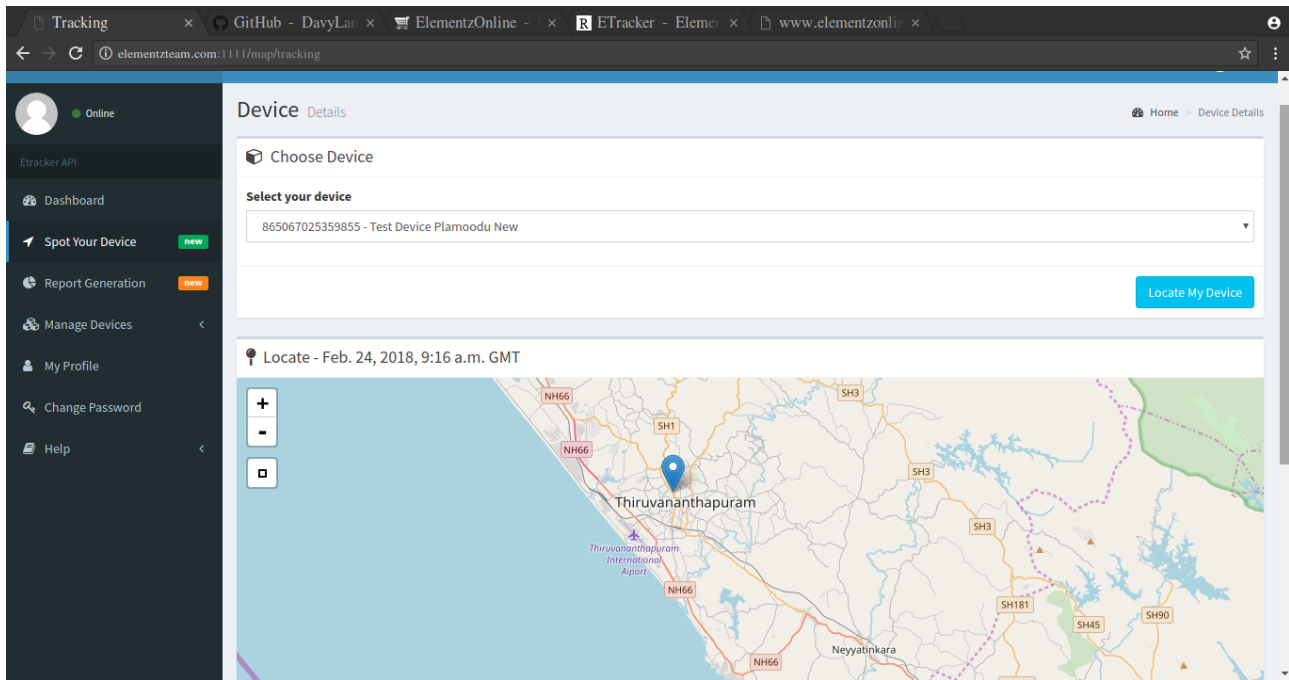 Tracking
GitHub - DavyLan
ElementzOnline -
ETracker - Elemen
www.elementzonlin
elementzteam.com:1111/map/tracking
Online
Etracker API
Dashboard
Spot Your Device new
Report Generation new
Manage Devices
My Profile
Change Password
Help
Device Details
Home > Device Details
Choose Device
Select your device
865067025359855 - Test Device Plamoodu New
Locate My Device
Locate - Feb. 24, 2018, 9:16 a.m. GMT
+
-
NH66
SH3
SH1
NH66
SH3
Thiruvananthapuram
SH3
Thiruvananthapuram
International
Aiport
NH66
SH181
SH45
SH90
Neyyatinkara
NH66